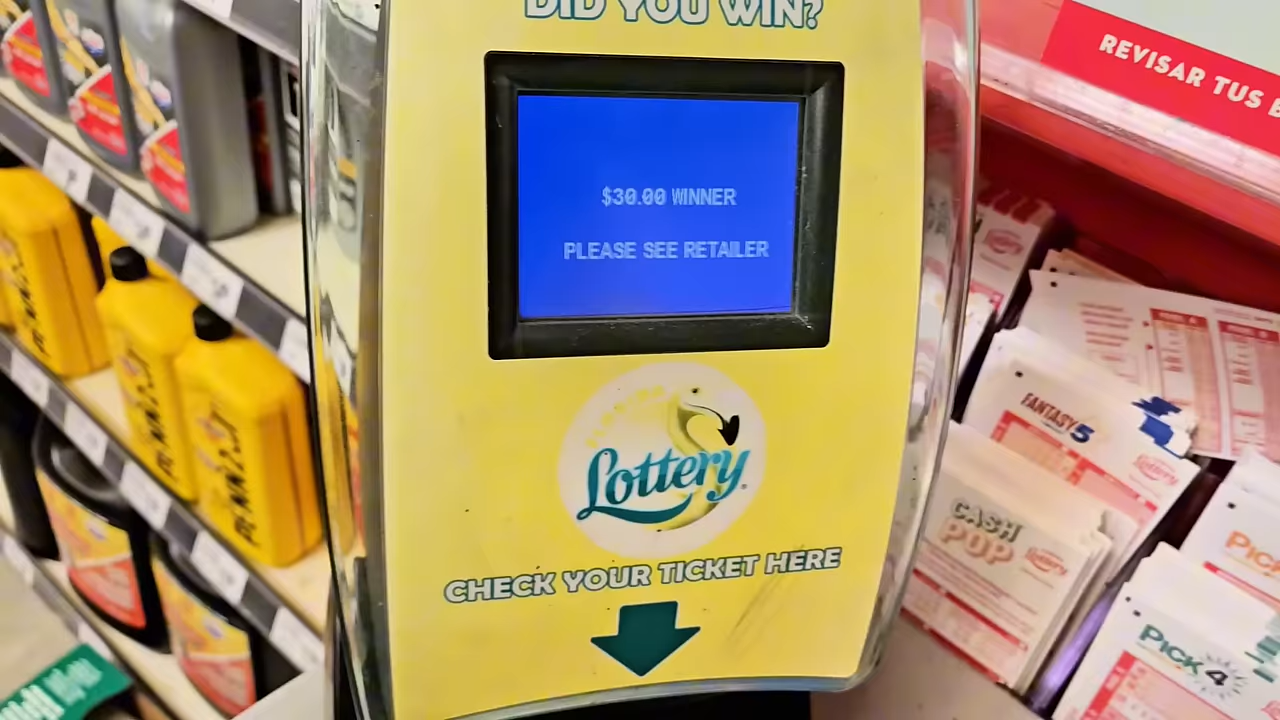 DID YOU WIN?
$30.00 WINNER
PLEASE SEE RETAILER
Lottery
CHECK YOUR TICKET HERE
REVISAR TUS
FANTASY 5
CASH
POP
PICK 4